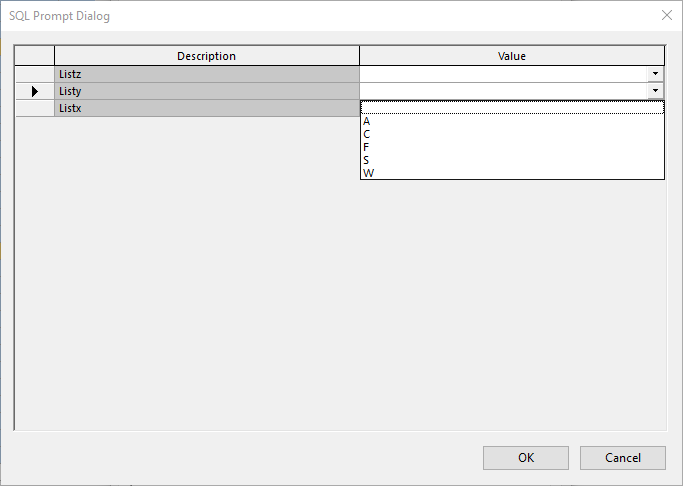 SQL Prompt Dialog
Description Value
Listz
Listy
Listx
A
C
F
S
W
OK Cancel